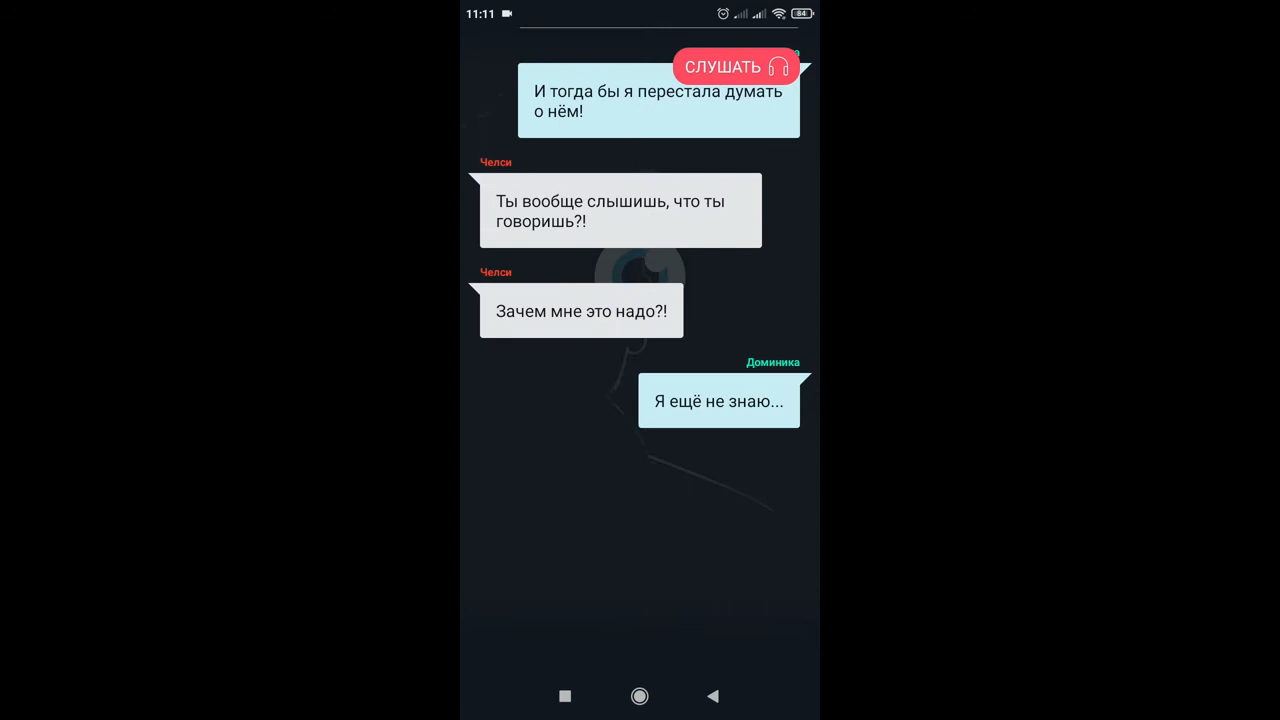 11:11
84
а
СЛУШАТЬ
И тогда бы я перестала думать
о нём!
Челси
Ты вообще слышишь, что ты
говоришь?!
Челси
Зачем мне это надо?!
Доминика
Я ещё не знаю...